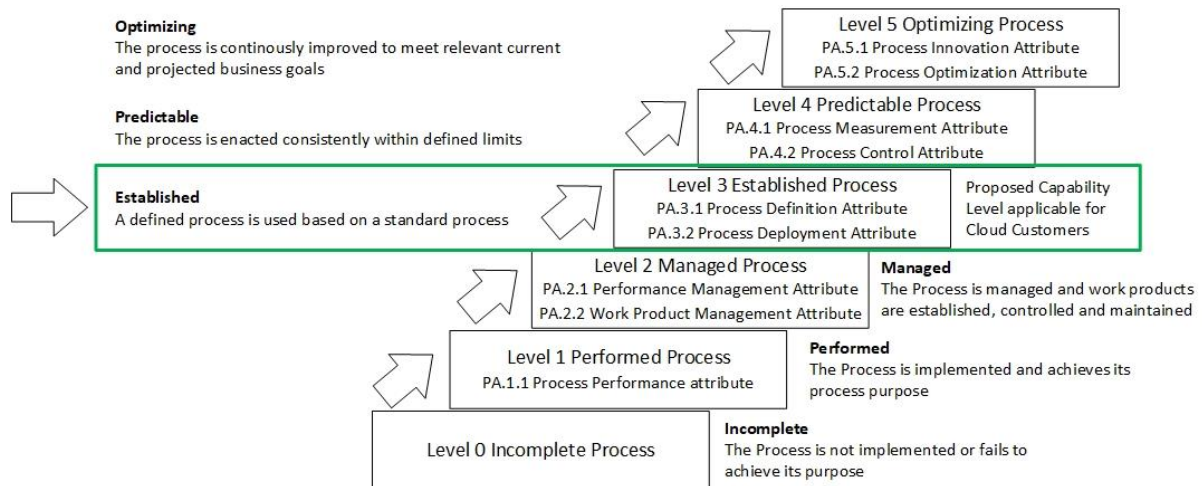 Optimizing
The process is continously improved to meet relevant current
and projected business goals
Level 5 Optimizing Process
PA.5.1 Process Innovation Attribute
PA.5.2 Process Optimization Attribute
Predictable
The process is enacted consistently within defined limits
Level 4 Predictable Process
PA.4.1 Process Measurement Attribute
PA.4.2 Process Control Attribute
Established
A defined process is used based on a standard process
Level 3 Established Process
PA.3.1 Process Definition Attribute
PA.3.2 Process Deployment Attribute
Proposed Capability
Level applicable for
Cloud Customers
Level 2 Managed Process
PA.2.1 Performance Management Attribute
PA.2.2 Work Product Management Attribute
Managed
The Process is managed and work products
are established, controlled and maintained
Level 1 Performed Process
PA.1.1 Process Performance attribute
Performed
The Process is implemented and achieves its
process purpose
Level 0 Incomplete Process
Incomplete
The Process is not implemented or fails to
achieve its purpose